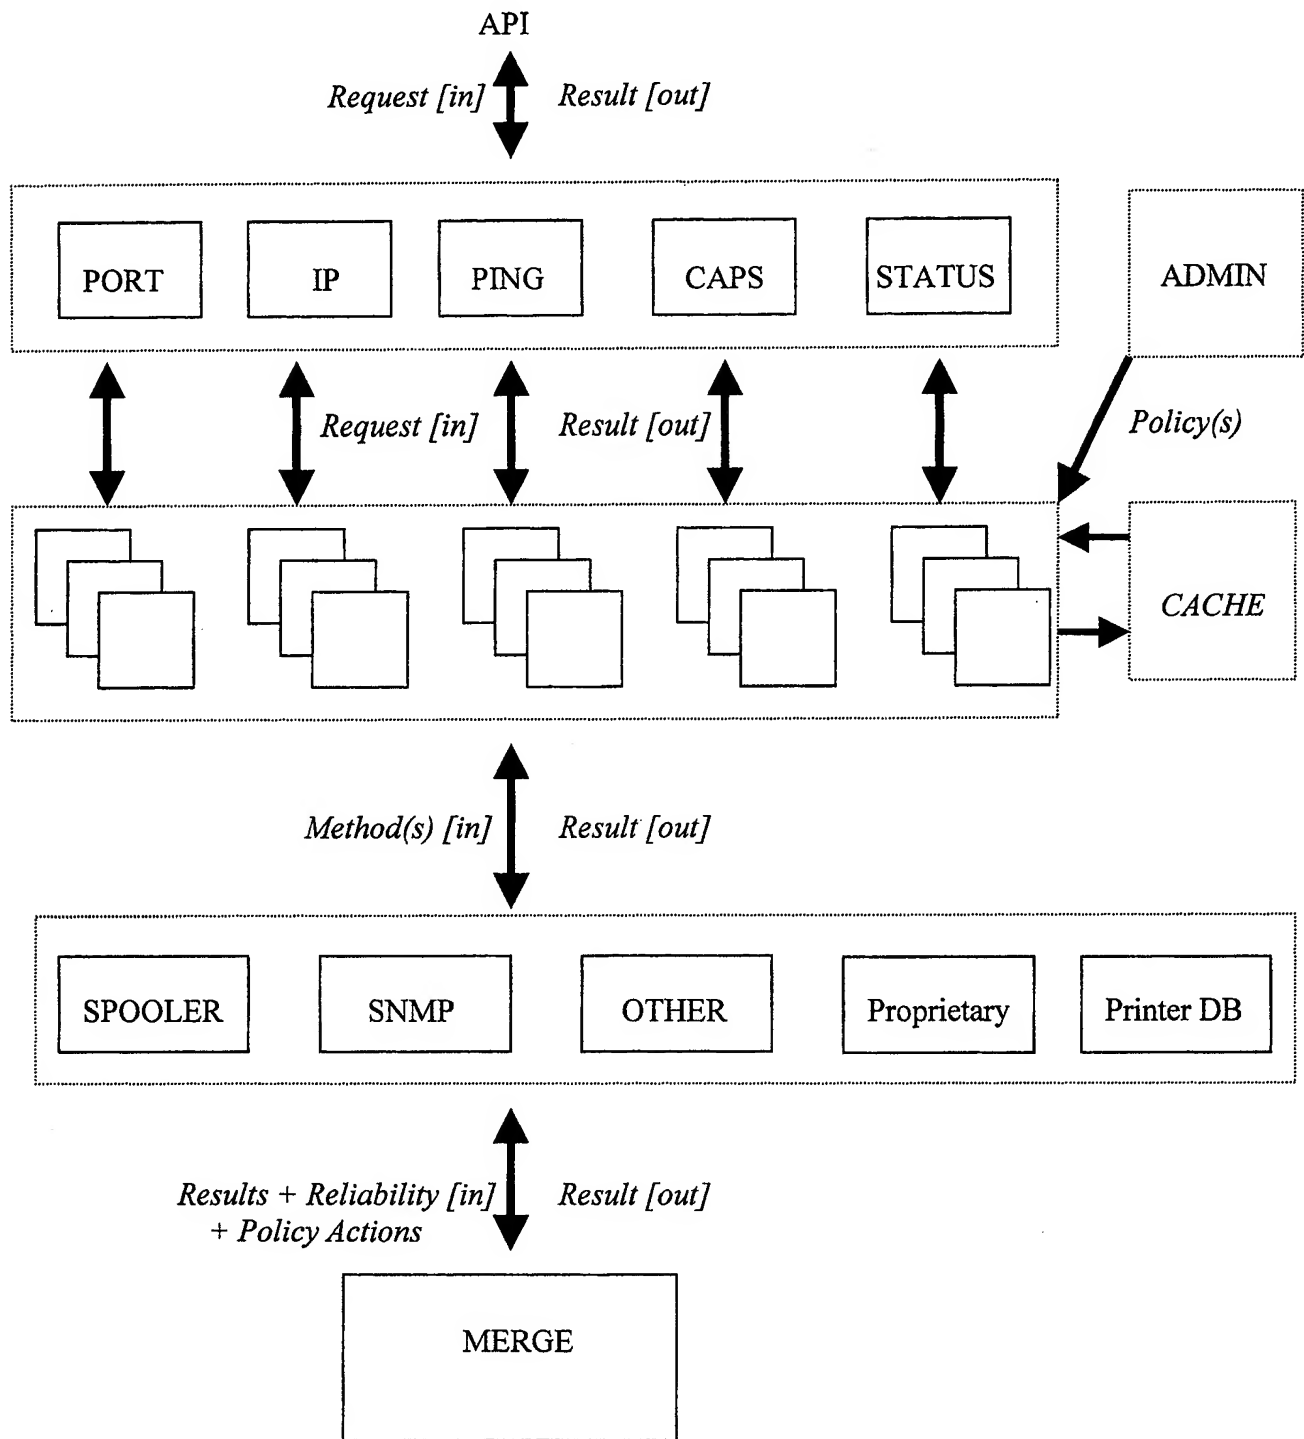 API
Request [in] Result [out]
PORT IP PING CAPS STATUS ADMIN
Request [in] Result [out] Policy(s)
CACHE
Method(s) [in] Result [out]
SPOOLER SNMP OTHER Proprietary Printer DB
Results + Reliability [in] Result [out]
+ Policy Actions
MERGE